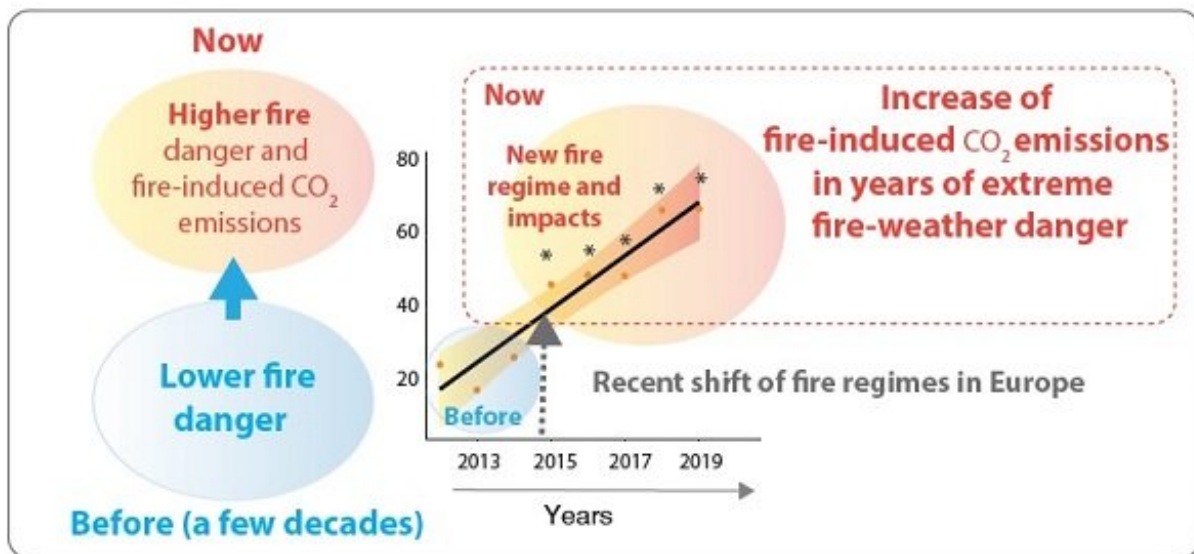 Now
Higher fire
danger and
fire-induced CO₂
emissions
Lower fire
danger
Before (a few decades)
Now
New fire
regime and
impacts
Increase of
fire-induced CO₂ emissions
in years of extreme
fire-weather danger
80
60
40
20
* * * * *
Before
Recent shift of fire regimes in Europe
2013 2015 2017 2019
Years